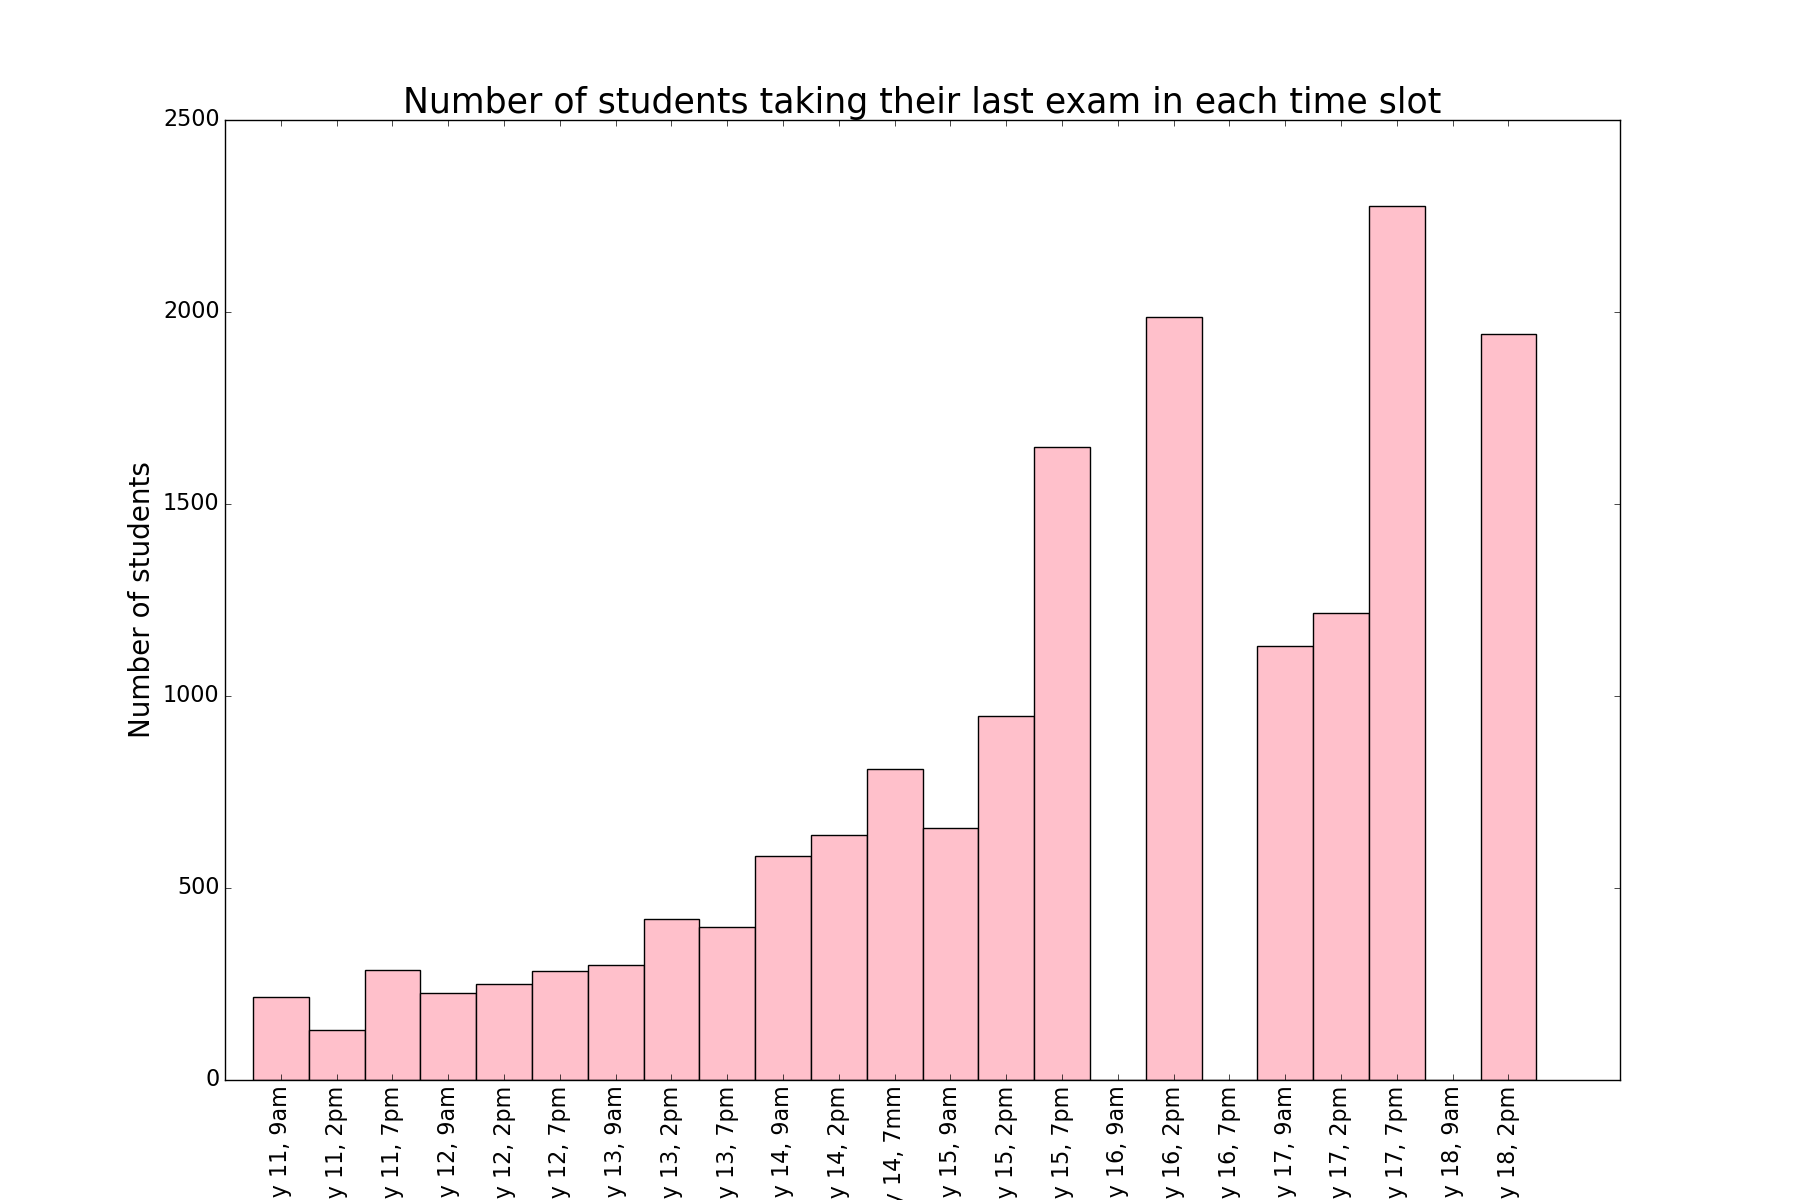 Number of students taking their last exam in each time slot
2500
2000
1500
1000
500
0
Number of students
y 11, 9am
y 11, 2pm
y 11, 7pm
y 12, 9am
y 12, 2pm
y 12, 7pm
y 13, 9am
y 13, 2pm
y 13, 7pm
y 14, 9am
y 14, 2pm
y 14, 7mm
y 15, 9am
y 15, 2pm
y 15, 7pm
y 16, 9am
y 16, 2pm
y 16, 7pm
y 17, 9am
y 17, 2pm
y 17, 7pm
y 18, 9am
y 18, 2pm